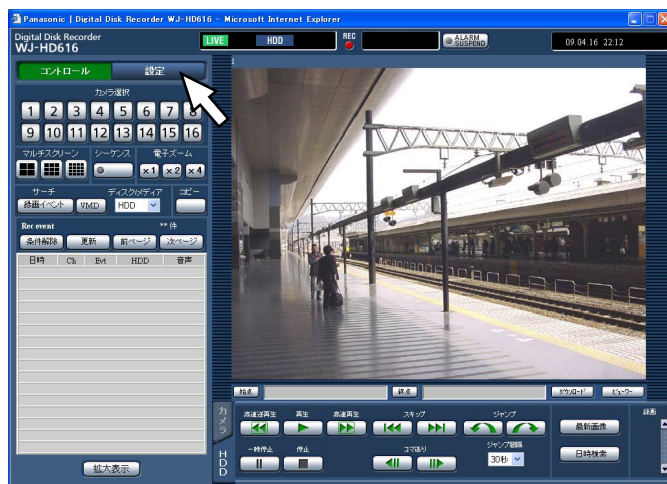 Panasonic | Digital Disk Recorder WJ-HD616 - Microsoft Internet Explorer
Digital Disk Recorder
WJ-HD616
LIVE HDD REC ALARM SUSPEND 09.04.16 22:12
コントロール 設定
カメラ選択
1 2 3 4 5 6 7 8
9 10 11 12 13 14 15 16
マルチスクリーン シーケンス 電子ズーム
×1 ×2 ×4
サーチ ディスク/メディア コピー
録画イベント VMD HDD
Rec event ** 件
条件解除 更新 前ページ 次ページ
日時 Ch Evt HDD 音声
拡大表示
始点 終点 ダウンロード ビューワー
カメラ
HDD
高速逆再生 再生 高速再生 スキップ ジャンプ
最新画像
録画
一時停止 停止 コマ送り ジャンプ間隔
30秒
日時検索